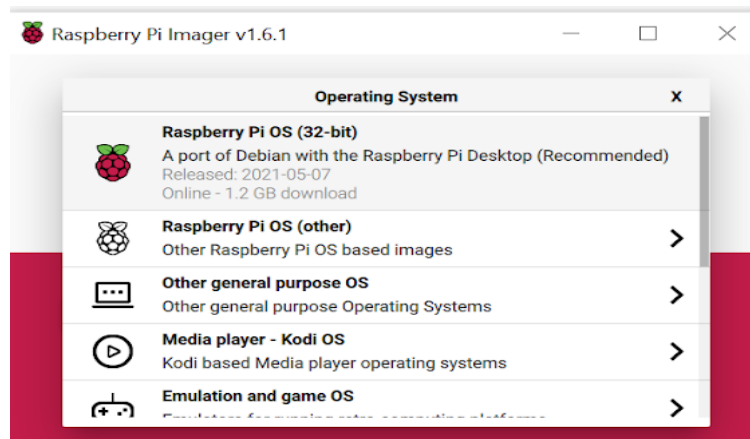 Raspberry Pi Imager v1.6.1
Operating System
X
Raspberry Pi OS (32-bit)
A port of Debian with the Raspberry Pi Desktop (Recommended)
Released: 2021-05-07
Online - 1.2 GB download
Raspberry Pi OS (other)
Other Raspberry Pi OS based images
Other general purpose OS
Other general purpose Operating Systems
Media player - Kodi OS
Kodi based Media player operating systems
Emulation and game OS